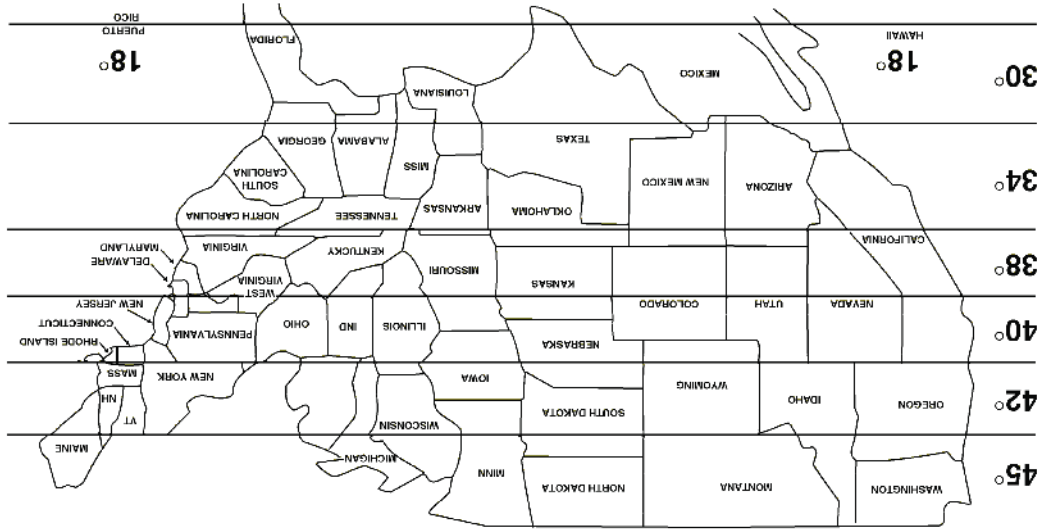 45°
WASHINGTON
MONTANA
NORTH DAKOTA
MINN
MICHIGAN
MAINE
42°
OREGON
IDAHO
WYOMING
SOUTH DAKOTA
WISCONSIN
IOWA
NEW YORK
VT
NH
MASS
40°
NEVADA
UTAH
COLORADO
NEBRASKA
ILLINOIS
IND
OHIO
PENNSYLVANIA
RHODE ISLAND
CONNECTICUT
NEW JERSEY
38°
CALIFORNIA
KANSAS
MISSOURI
KENTUCKY
WEST
VIRGINIA
VIRGINIA
DELAWARE
MARYLAND
34°
ARIZONA
NEW MEXICO
OKLAHOMA
ARKANSAS
TENNESSEE
NORTH CAROLINA
SOUTH
CAROLINA
MISS
30°
TEXAS
ALABAMA
GEORGIA
LOUISIANA
MEXICO
FLORIDA
18°
HAWAII
18°
PUERTO
RICO